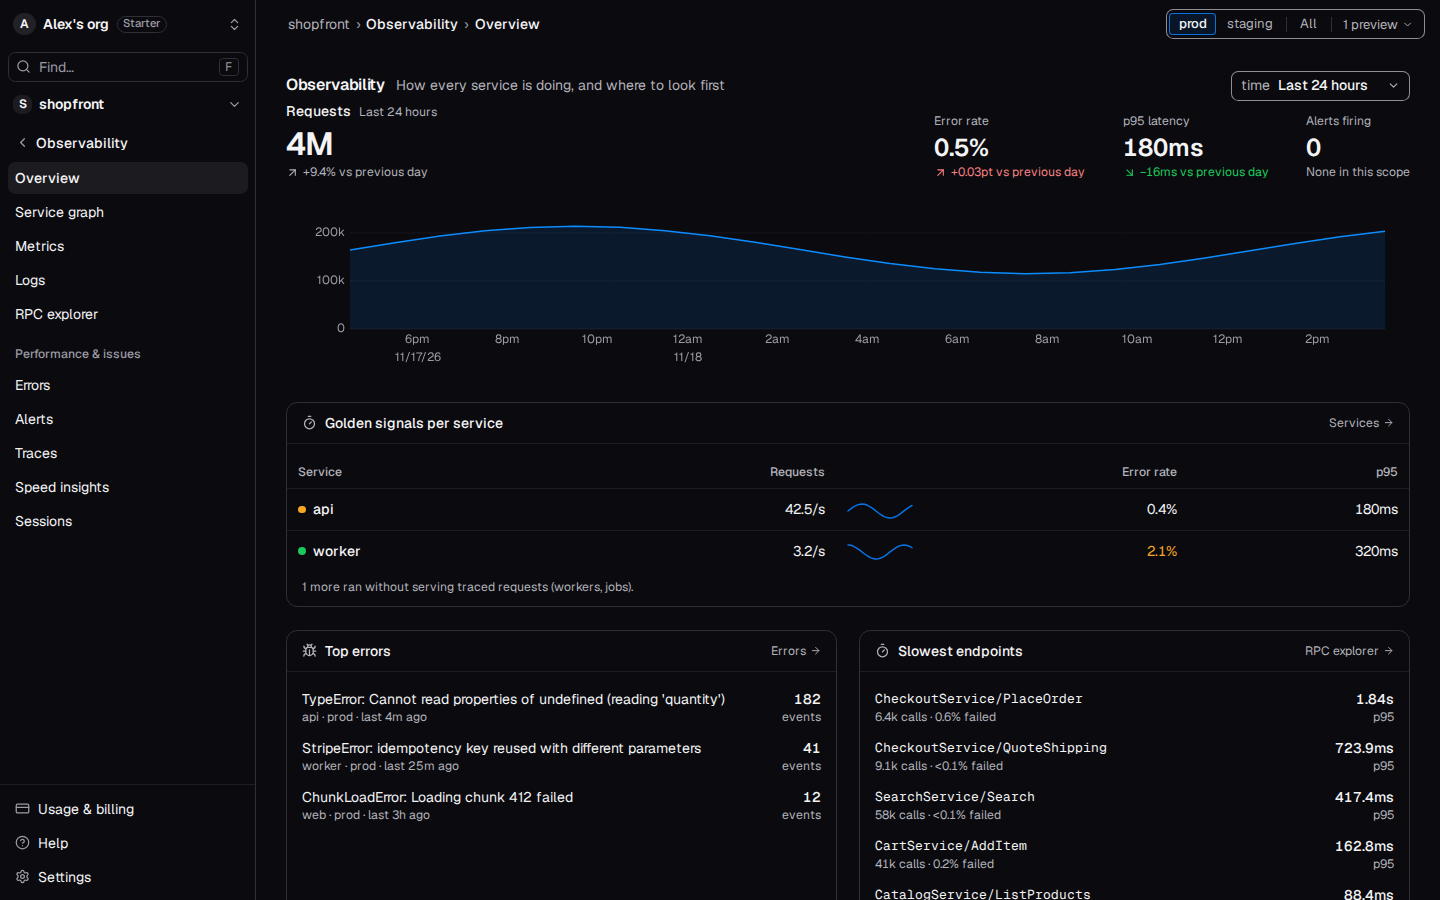 A Alex's org Starter
Find... F
S shopfront
Observability
Overview
Service graph
Metrics
Logs
RPC explorer
Performance & issues
Errors
Alerts
Traces
Speed insights
Sessions
Usage & billing
Help
Settings
shopfront › Observability › Overview
prod staging All 1 preview
Observability How every service is doing, and where to look first
time Last 24 hours
Requests Last 24 hours
4M
+9.4% vs previous day
Error rate
0.5%
+0.03pt vs previous day
p95 latency
180ms
−16ms vs previous day
Alerts firing
0
None in this scope
200k
100k
0
6pm 8pm 10pm 12am 2am 4am 6am 8am 10am 12pm 2pm
11/17/26 11/18
Golden signals per service Services →
Service Requests Error rate p95
api 42.5/s 0.4% 180ms
worker 3.2/s 2.1% 320ms
1 more ran without serving traced requests (workers, jobs).
Top errors Errors →
TypeError: Cannot read properties of undefined (reading 'quantity') 182
api · prod · last 4m ago events
StripeError: idempotency key reused with different parameters 41
worker · prod · last 25m ago events
ChunkLoadError: Loading chunk 412 failed 12
web · prod · last 3h ago events
Slowest endpoints RPC explorer →
CheckoutService/PlaceOrder 1.84s
6.4k calls · 0.6% failed p95
CheckoutService/QuoteShipping 723.9ms
9.1k calls · <0.1% failed p95
SearchService/Search 417.4ms
58k calls · <0.1% failed p95
CartService/AddItem 162.8ms
41k calls · 0.2% failed p95
CatalogService/ListProducts 88.4ms